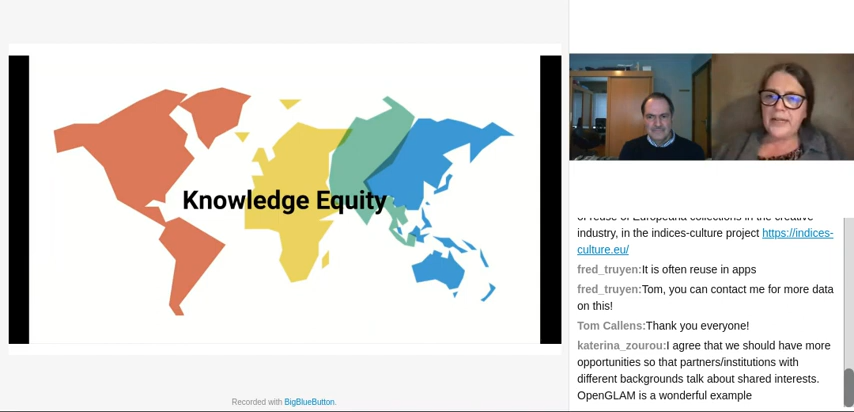 Knowledge Equity
Recorded with BigBlueButton.
of reuse of Europeana collections in the creative
industry, in the indices-culture project https://indices-
culture.eu/
fred_truyen:It is often reuse in apps
fred_truyen:Tom, you can contact me for more data
on this!
Tom Callens:Thank you everyone!
katerina_zourou:I agree that we should have more
opportunities so that partners/institutions with
different backgrounds talk about shared interests.
OpenGLAM is a wonderful example